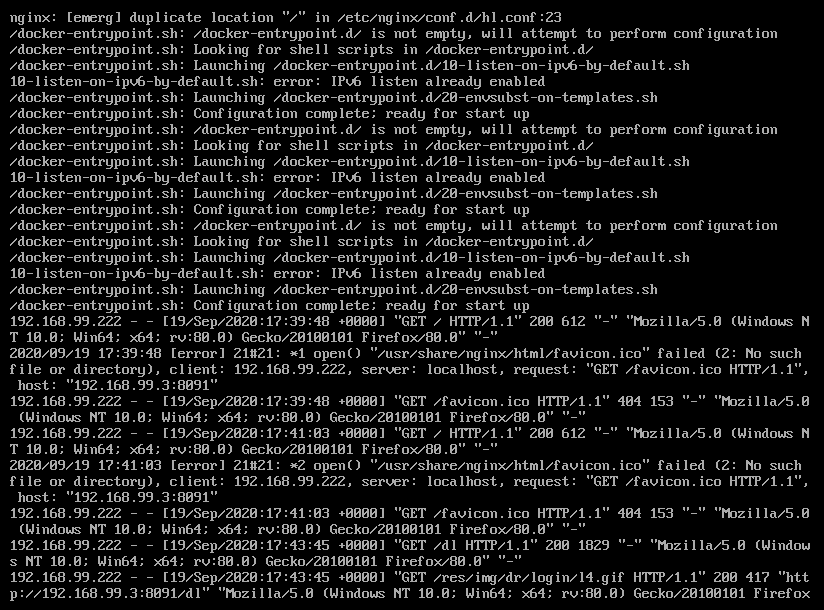 nginx: [emerg] duplicate location "/" in /etc/nginx/conf.d/hl.conf:23
/docker-entrypoint.sh: /docker-entrypoint.d/ is not empty, will attempt to perform configuration
/docker-entrypoint.sh: Looking for shell scripts in /docker-entrypoint.d/
/docker-entrypoint.sh: Launching /docker-entrypoint.d/10-listen-on-ipv6-by-default.sh
10-listen-on-ipv6-by-default.sh: error: IPv6 listen already enabled
/docker-entrypoint.sh: Launching /docker-entrypoint.d/20-envsubst-on-templates.sh
/docker-entrypoint.sh: Configuration complete; ready for start up
/docker-entrypoint.sh: /docker-entrypoint.d/ is not empty, will attempt to perform configuration
/docker-entrypoint.sh: Looking for shell scripts in /docker-entrypoint.d/
/docker-entrypoint.sh: Launching /docker-entrypoint.d/10-listen-on-ipv6-by-default.sh
10-listen-on-ipv6-by-default.sh: error: IPv6 listen already enabled
/docker-entrypoint.sh: Launching /docker-entrypoint.d/20-envsubst-on-templates.sh
/docker-entrypoint.sh: Configuration complete; ready for start up
/docker-entrypoint.sh: /docker-entrypoint.d/ is not empty, will attempt to perform configuration
/docker-entrypoint.sh: Looking for shell scripts in /docker-entrypoint.d/
/docker-entrypoint.sh: Launching /docker-entrypoint.d/10-listen-on-ipv6-by-default.sh
10-listen-on-ipv6-by-default.sh: error: IPv6 listen already enabled
/docker-entrypoint.sh: Launching /docker-entrypoint.d/20-envsubst-on-templates.sh
/docker-entrypoint.sh: Configuration complete; ready for start up
192.168.99.222 - - [19/Sep/2020:17:39:48 +0000] "GET / HTTP/1.1" 200 612 "-" "Mozilla/5.0 (Windows N
T 10.0; Win64; x64; rv:80.0) Gecko/20100101 Firefox/80.0" "-"
2020/09/19 17:39:48 [error] 21#21: *1 open() "/usr/share/nginx/html/favicon.ico" failed (2: No such
file or directory), client: 192.168.99.222, server: localhost, request: "GET /favicon.ico HTTP/1.1",
 host: "192.168.99.3:8091"
192.168.99.222 - - [19/Sep/2020:17:39:48 +0000] "GET /favicon.ico HTTP/1.1" 404 153 "-" "Mozilla/5.0
 (Windows NT 10.0; Win64; x64; rv:80.0) Gecko/20100101 Firefox/80.0" "-"
192.168.99.222 - - [19/Sep/2020:17:41:03 +0000] "GET / HTTP/1.1" 200 612 "-" "Mozilla/5.0 (Windows N
T 10.0; Win64; x64; rv:80.0) Gecko/20100101 Firefox/80.0" "-"
2020/09/19 17:41:03 [error] 21#21: *2 open() "/usr/share/nginx/html/favicon.ico" failed (2: No such
file or directory), client: 192.168.99.222, server: localhost, request: "GET /favicon.ico HTTP/1.1",
 host: "192.168.99.3:8091"
192.168.99.222 - - [19/Sep/2020:17:41:03 +0000] "GET /favicon.ico HTTP/1.1" 404 153 "-" "Mozilla/5.0
 (Windows NT 10.0; Win64; x64; rv:80.0) Gecko/20100101 Firefox/80.0" "-"
192.168.99.222 - - [19/Sep/2020:17:43:45 +0000] "GET /dl HTTP/1.1" 200 1829 "-" "Mozilla/5.0 (Window
s NT 10.0; Win64; x64; rv:80.0) Gecko/20100101 Firefox/80.0" "-"
192.168.99.222 - - [19/Sep/2020:17:43:45 +0000] "GET /res/img/dr/login/l4.gif HTTP/1.1" 200 417 "htt
p://192.168.99.3:8091/dl" "Mozilla/5.0 (Windows NT 10.0; Win64; x64; rv:80.0) Gecko/20100101 Firefox